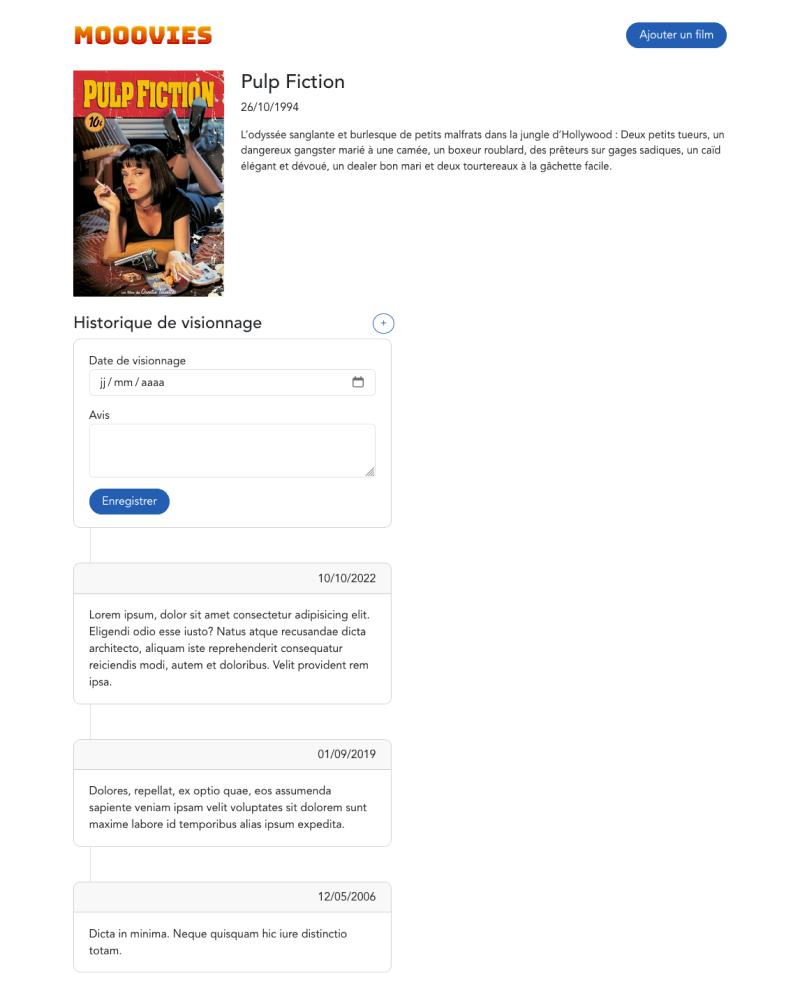 MOOOVIES
Ajouter un film
PULP FICTION
10¢
un film de Quentin Tarantino
Pulp Fiction
26/10/1994
L’odyssée sanglante et burlesque de petits malfrats dans la jungle d’Hollywood : Deux petits tueurs, un
dangereux gangster marié à une camée, un boxeur roublard, des prêteurs sur gages sadiques, un caïd
élégant et dévoué, un dealer bon mari et deux tourtereaux à la gâchette facile.
Historique de visionnage
+
Date de visionnage
jj / mm / aaaa
Avis
Enregistrer
10/10/2022
Lorem ipsum, dolor sit amet consectetur adipisicing elit.
Eligendi odio esse iusto? Natus atque recusandae dicta
architecto, aliquam iste reprehenderit consequatur
reiciendis modi, autem et doloribus. Velit provident rem
ipsa.
01/09/2019
Dolores, repellat, ex optio quae, eos assumenda
sapiente veniam ipsam velit voluptates sit dolorem sunt
maxime labore id temporibus alias ipsum expedita.
12/05/2006
Dicta in minima. Neque quisquam hic iure distinctio
totam.